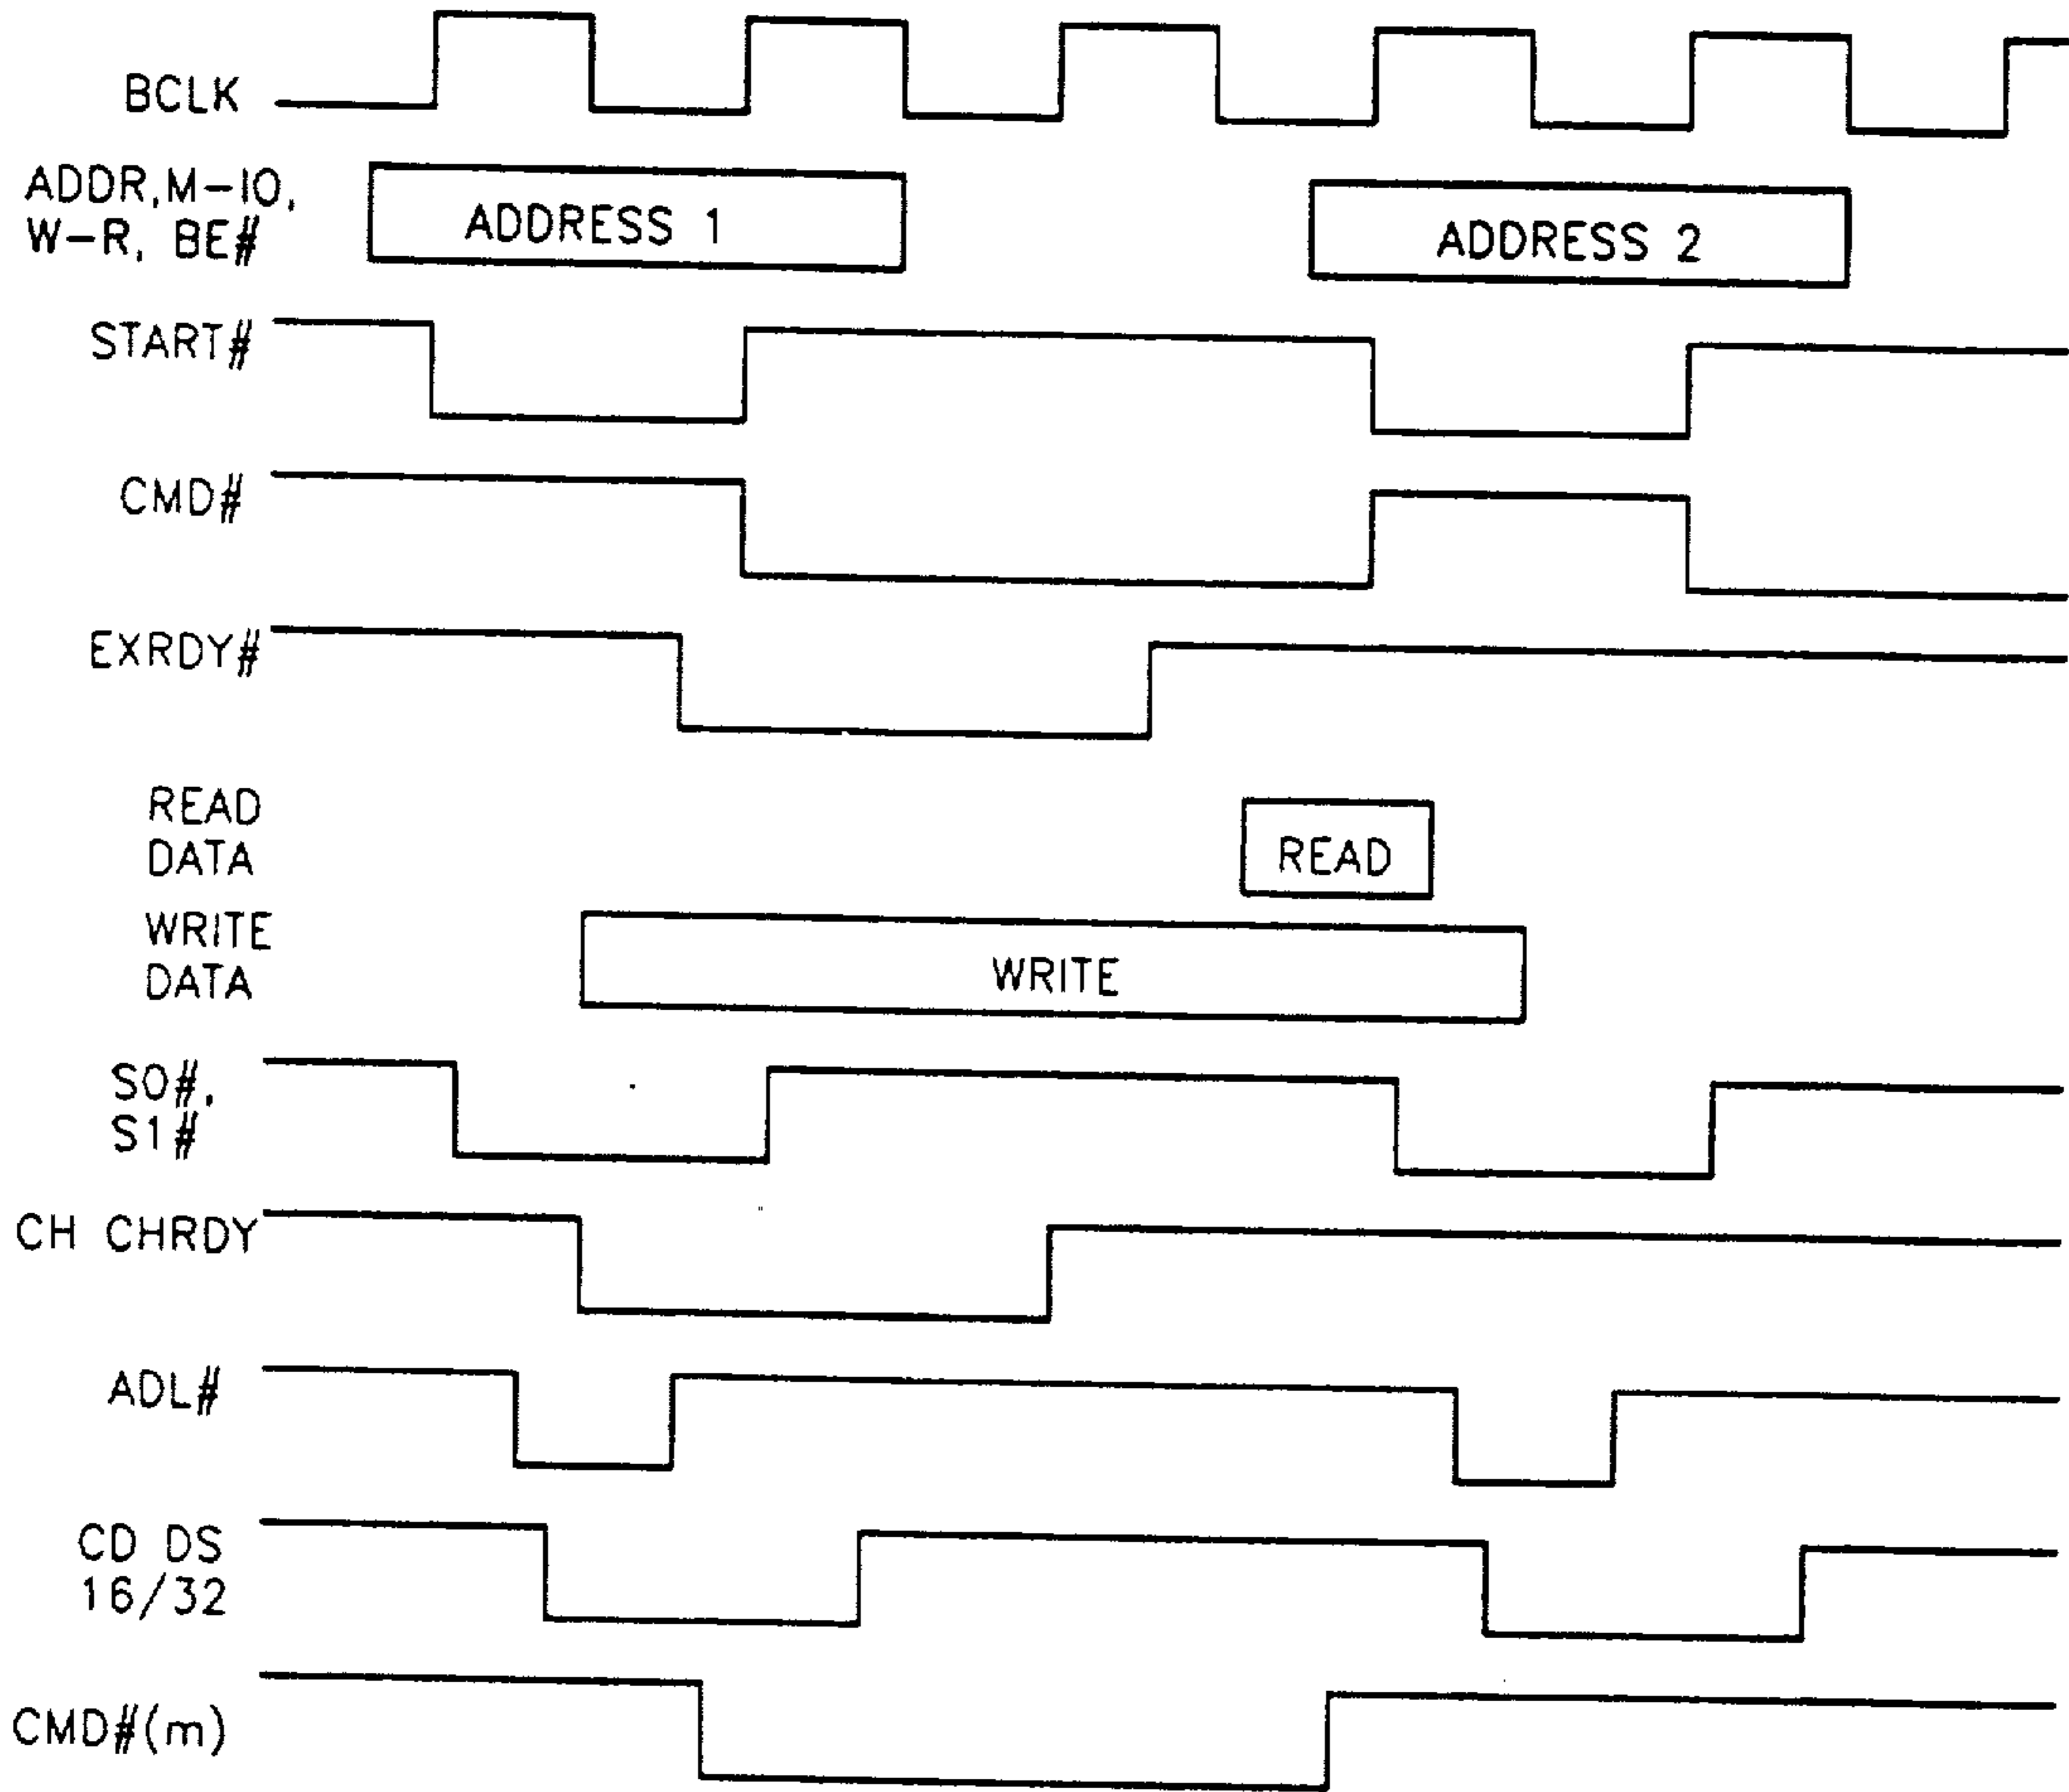 BCLK
ADDR,M-IO,
W-R, BE#
ADDRESS 1
ADDRESS 2
START#
CMD#
EXRDY#
READ
DATA
READ
WRITE
DATA
WRITE
S0#,
S1#
CH CHRDY
ADL#
CD DS
16/32
CMD#(m)